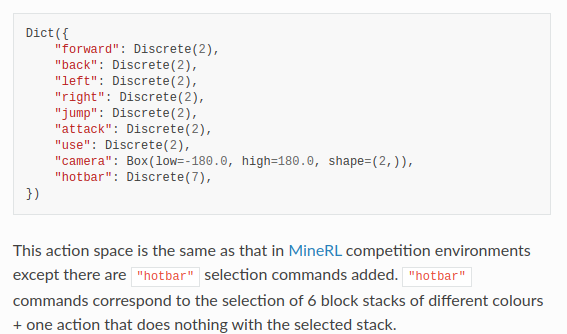 Dict({
    "forward": Discrete(2),
    "back": Discrete(2),
    "left": Discrete(2),
    "right": Discrete(2),
    "jump": Discrete(2),
    "attack": Discrete(2),
    "use": Discrete(2),
    "camera": Box(low=-180.0, high=180.0, shape=(2,)),
    "hotbar": Discrete(7),
})
This action space is the same as that in MineRL competition environments
except there are "hotbar" selection commands added. "hotbar"
commands correspond to the selection of 6 block stacks of different colours
+ one action that does nothing with the selected stack.